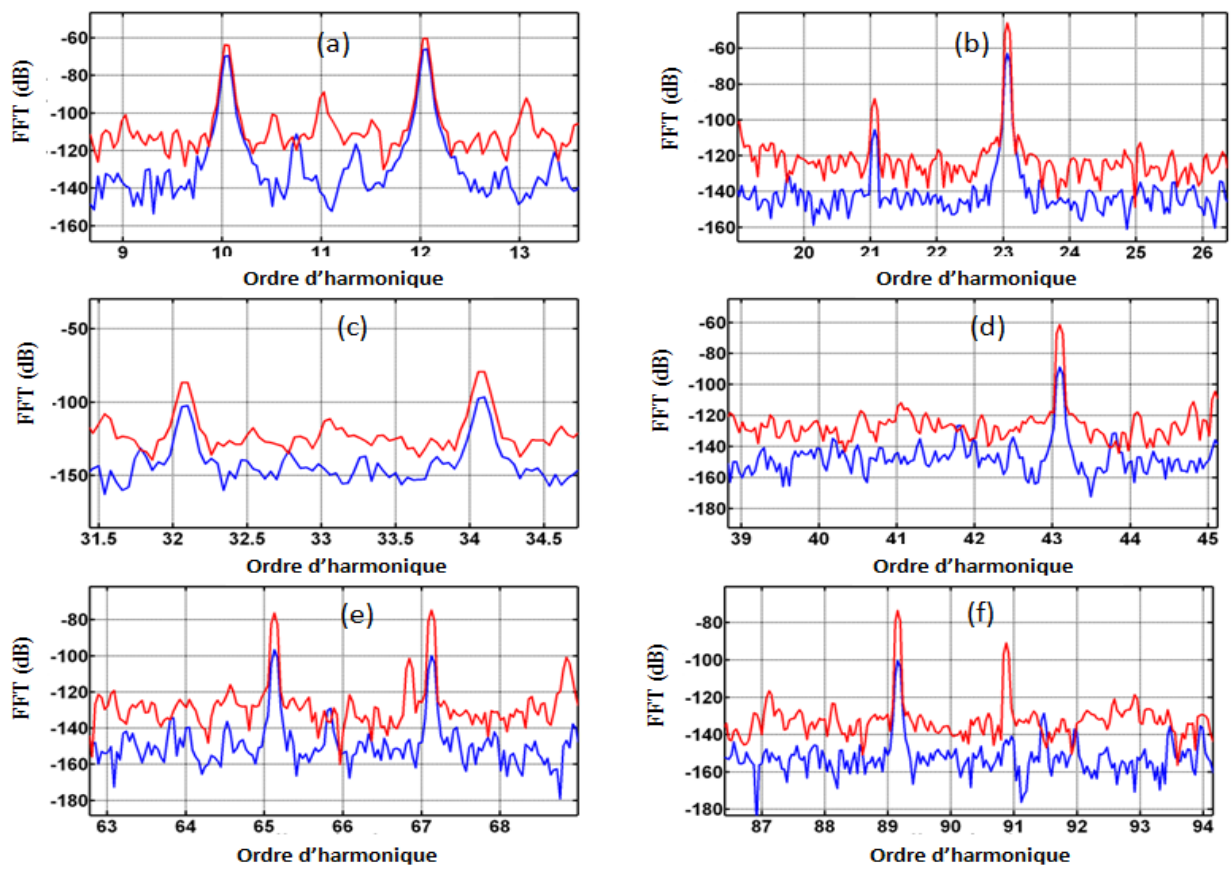 (a)
FFT (dB)
-60
-80
-100
-120
-140
-160
9 10 11 12 13
Ordre d’harmonique
(b)
FFT (dB)
-60
-80
-100
-120
-140
-160
20 21 22 23 24 25 26
Ordre d’harmonique
(c)
FFT (dB)
-50
-100
-150
31.5 32 32.5 33 33.5 34 34.5
Ordre d’harmonique
(d)
FFT (dB)
-60
-80
-100
-120
-140
-160
-180
39 40 41 42 43 44 45
Ordre d’harmonique
(e)
FFT (dB)
-80
-100
-120
-140
-160
-180
63 64 65 66 67 68
Ordre d’harmonique
(f)
FFT (dB)
-80
-100
-120
-140
-160
-180
87 88 89 90 91 92 93 94
Ordre d’harmonique